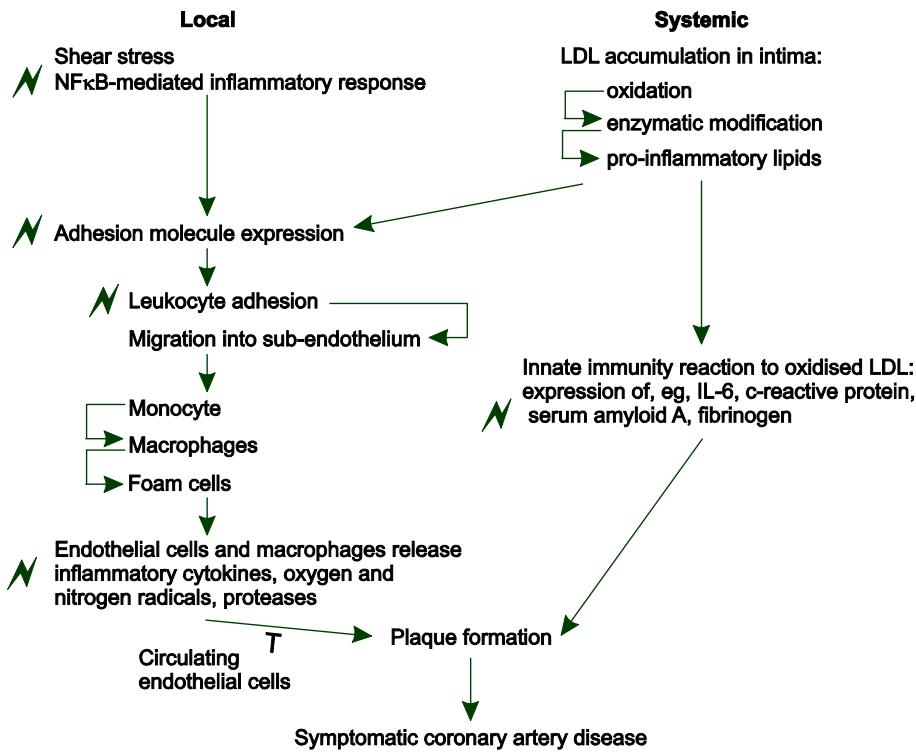 Local
Systemic
Shear stress
NFκB-mediated inflammatory response
LDL accumulation in intima:
oxidation
enzymatic modification
pro-inflammatory lipids
Adhesion molecule expression
Leukocyte adhesion
Migration into sub-endothelium
Innate immunity reaction to oxidised LDL:
expression of, eg, IL-6, c-reactive protein,
serum amyloid A, fibrinogen
Monocyte
Macrophages
Foam cells
Endothelial cells and macrophages release
inflammatory cytokines, oxygen and
nitrogen radicals, proteases
Plaque formation
Circulating
endothelial cells
Symptomatic coronary artery disease